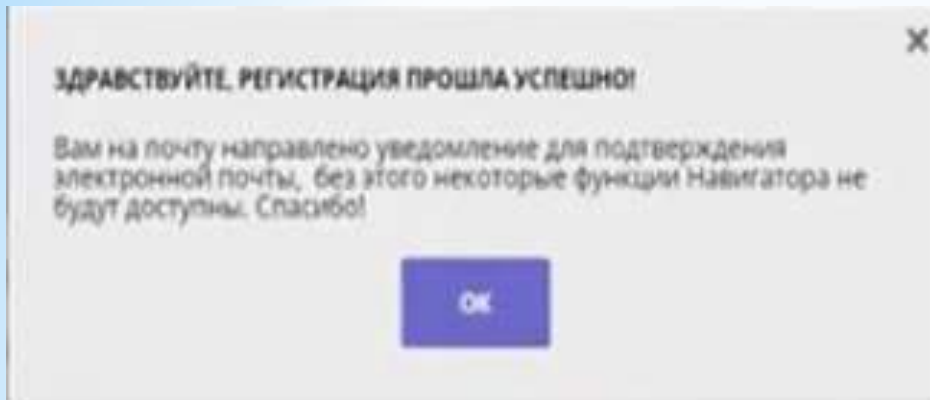 ЗДРАВСТВУЙТЕ, РЕГИСТРАЦИЯ ПРОШЛА УСПЕШНО!
Вам на почту направлено уведомление для подтверждения
электронной почты, без этого некоторые функции Навигатора не
будут доступны. Спасибо!
ОК